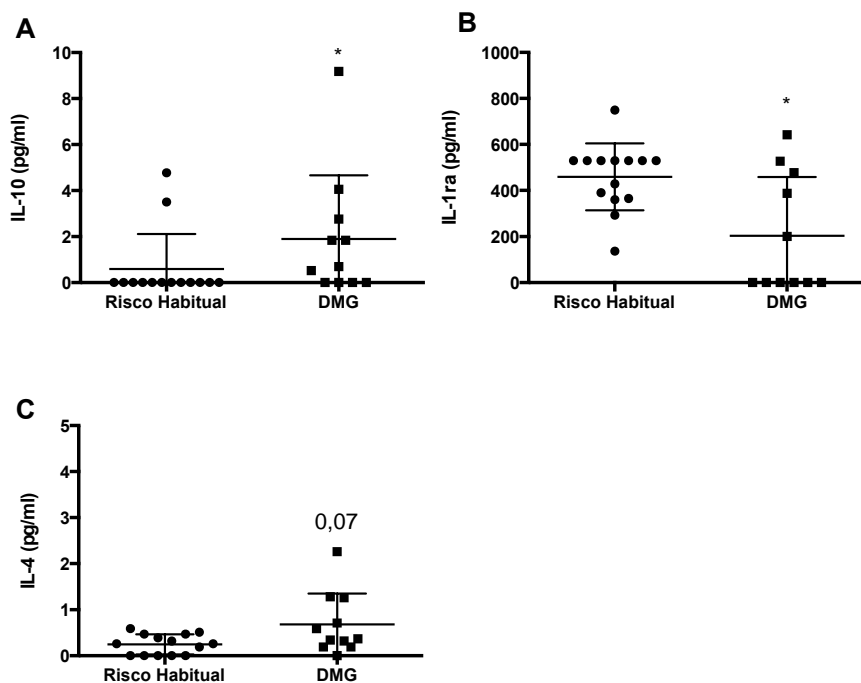 A
*
IL-10 (pg/ml)
10
8
6
4
2
0
Risco Habitual
DMG
B
*
IL-1ra (pg/ml)
1000
800
600
400
200
0
Risco Habitual
DMG
C
0,07
IL-4 (pg/ml)
5
4
3
2
1
0
Risco Habitual
DMG